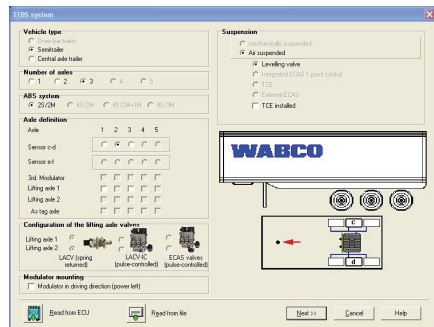 TEBS system
Vehicle type
Draw bar trailer
Semitrailer
Central axle trailer
Number of axles
1 2 3 4 5
ABS system
2S/2M 4S/2M 4S/2M+1M 4S/3M
Axle definition
Axle 1 2 3 4 5
Sensor c-d
Sensor e-f
3rd. Modulator
Lifting axle 1
Lifting axle 2
As tag axle
Configuration of the lifting axle valves
Lifting axle 1
Lifting axle 2
LACV (spring returned)
LACV-IC (pulse-controlled)
ECAS valves (pulse-controlled)
Modulator mounting
Modulator in driving direction (power left)
Suspension
mechanically suspended
Air suspended
Levelling valve
Integrated ECAS 1 point control
TCE
External ECAS
TCE installed
WABCO
c
d
Read from ECU
Read from file
Next >>
Cancel
Help